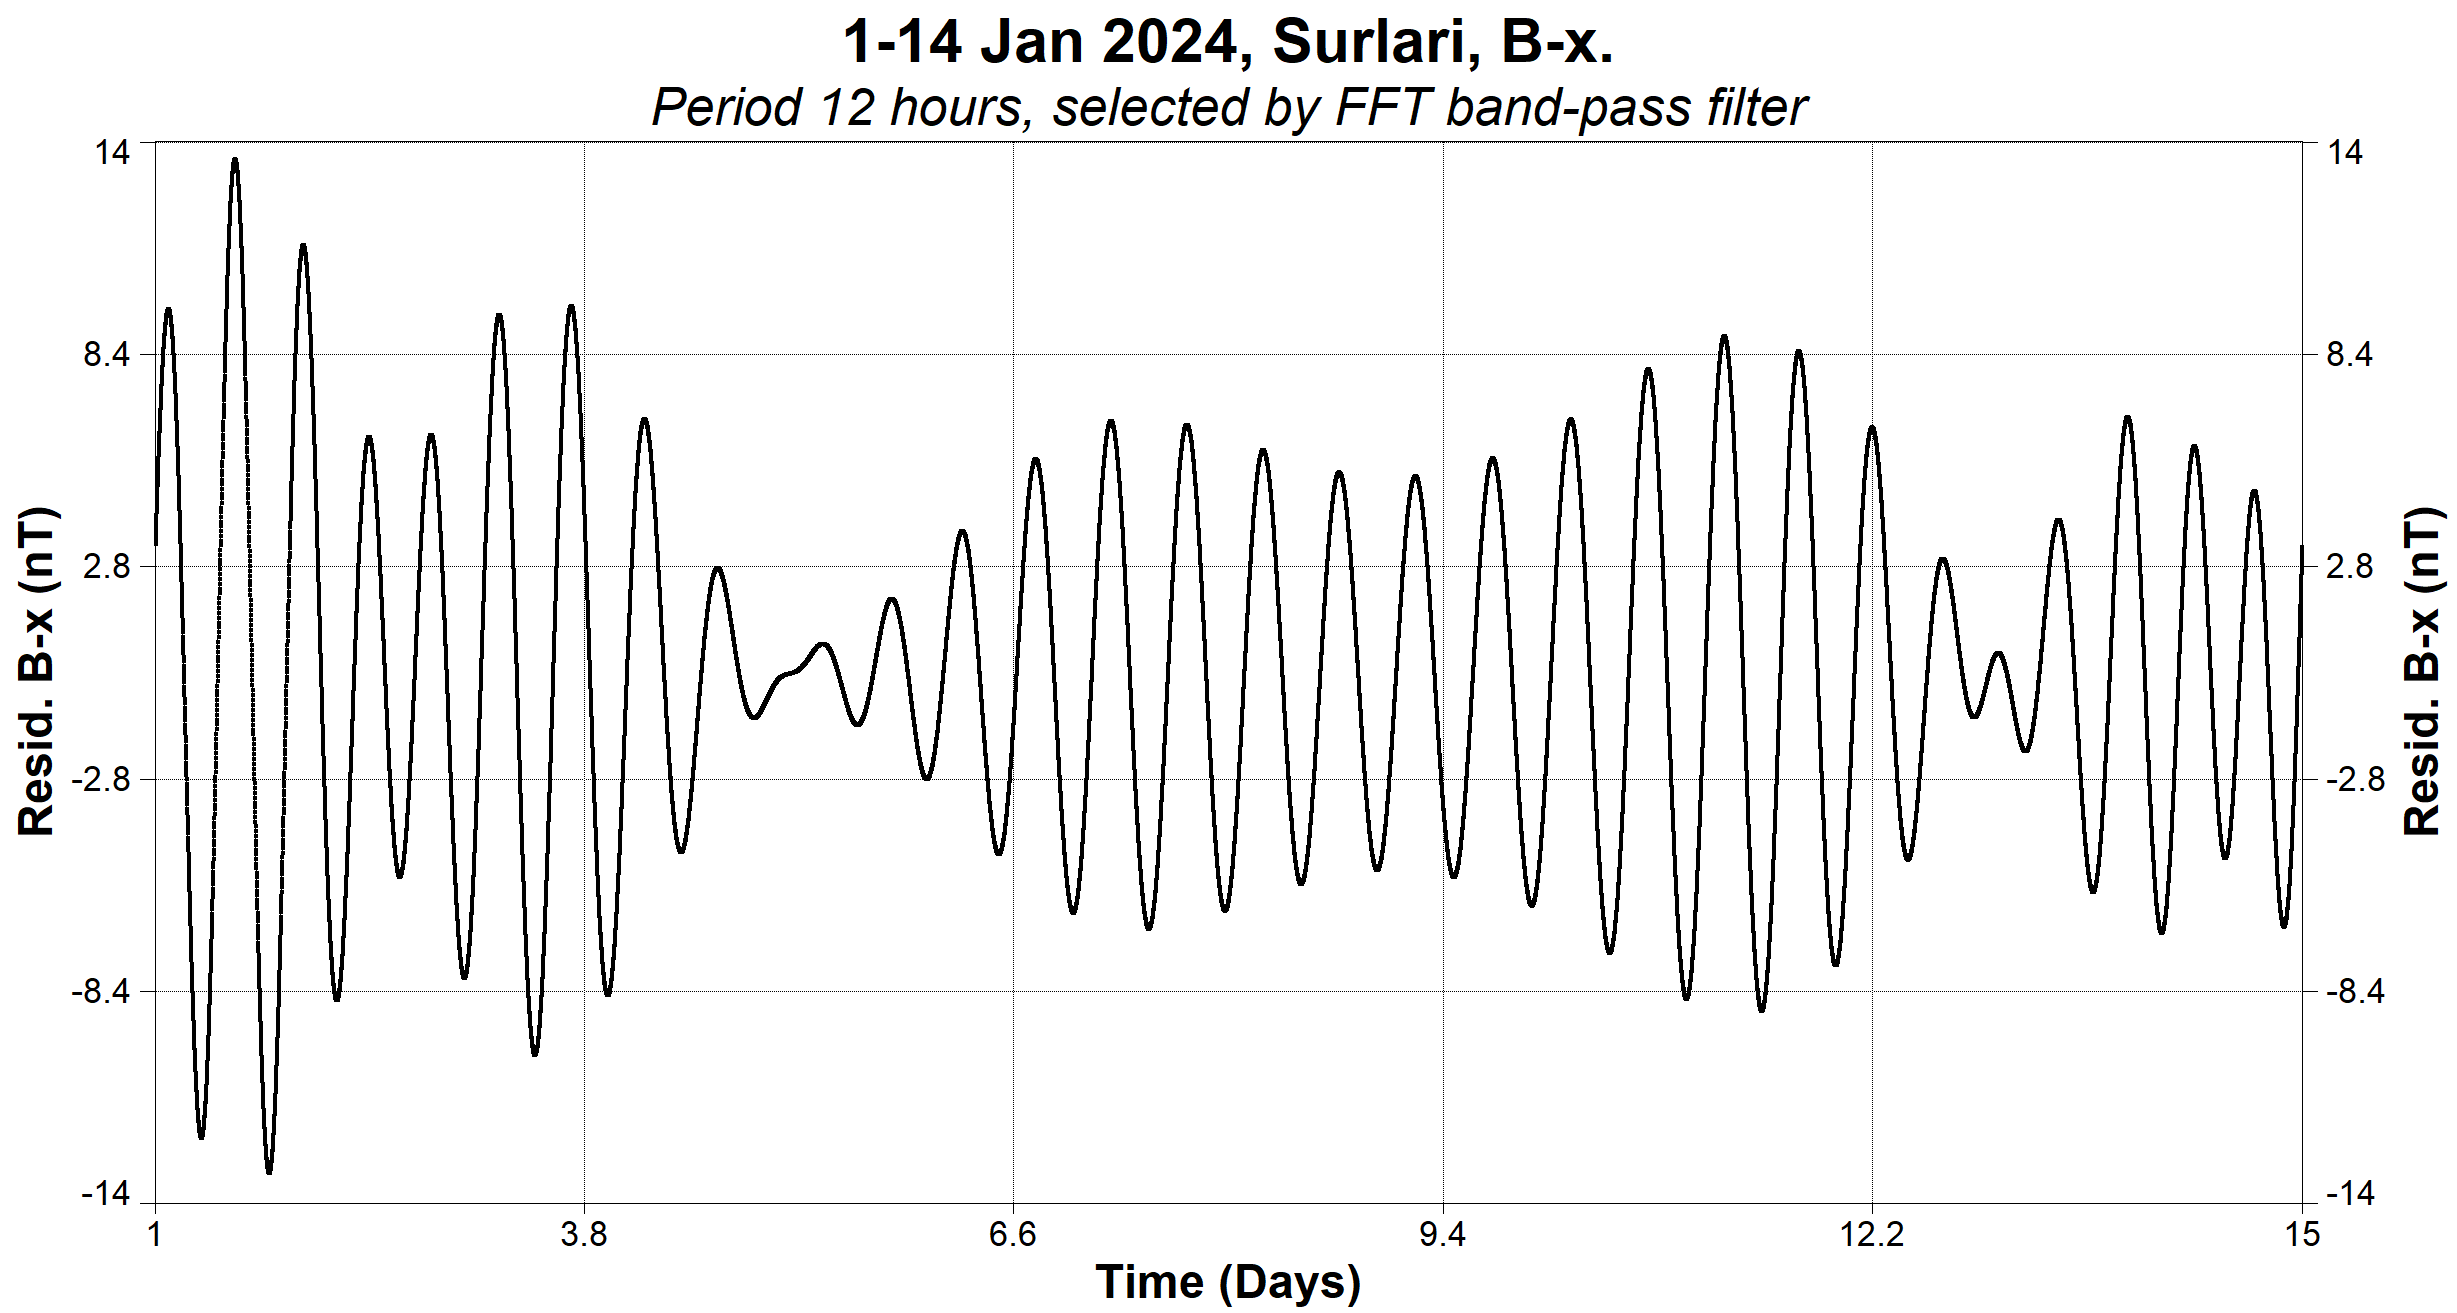 1-14 Jan 2024, Surlari, B-x.
Period 12 hours, selected by FFT band-pass filter
14
8.4
2.8
-2.8
-8.4
-14
Resid. B-x (nT)
14
8.4
2.8
-2.8
-8.4
-14
Resid. B-x (nT)
1 3.8 6.6 9.4 12.2 15
Time (Days)